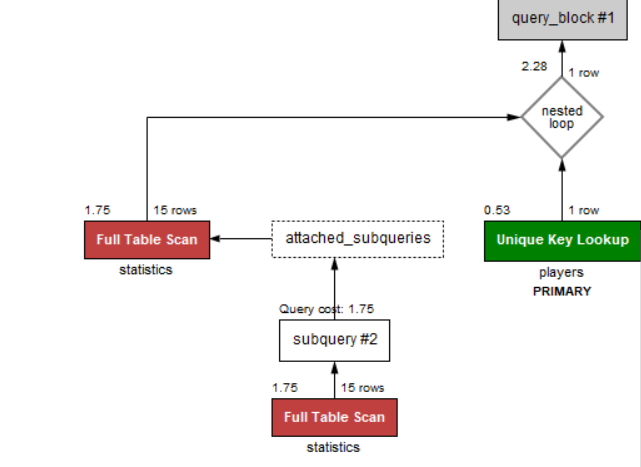 query_block #1
2.28
1 row
nested
loop
1.75
15 rows
Full Table Scan
statistics
attached_subqueries
0.53
1 row
Unique Key Lookup
players
PRIMARY
Query cost: 1.75
subquery #2
1.75
15 rows
Full Table Scan
statistics